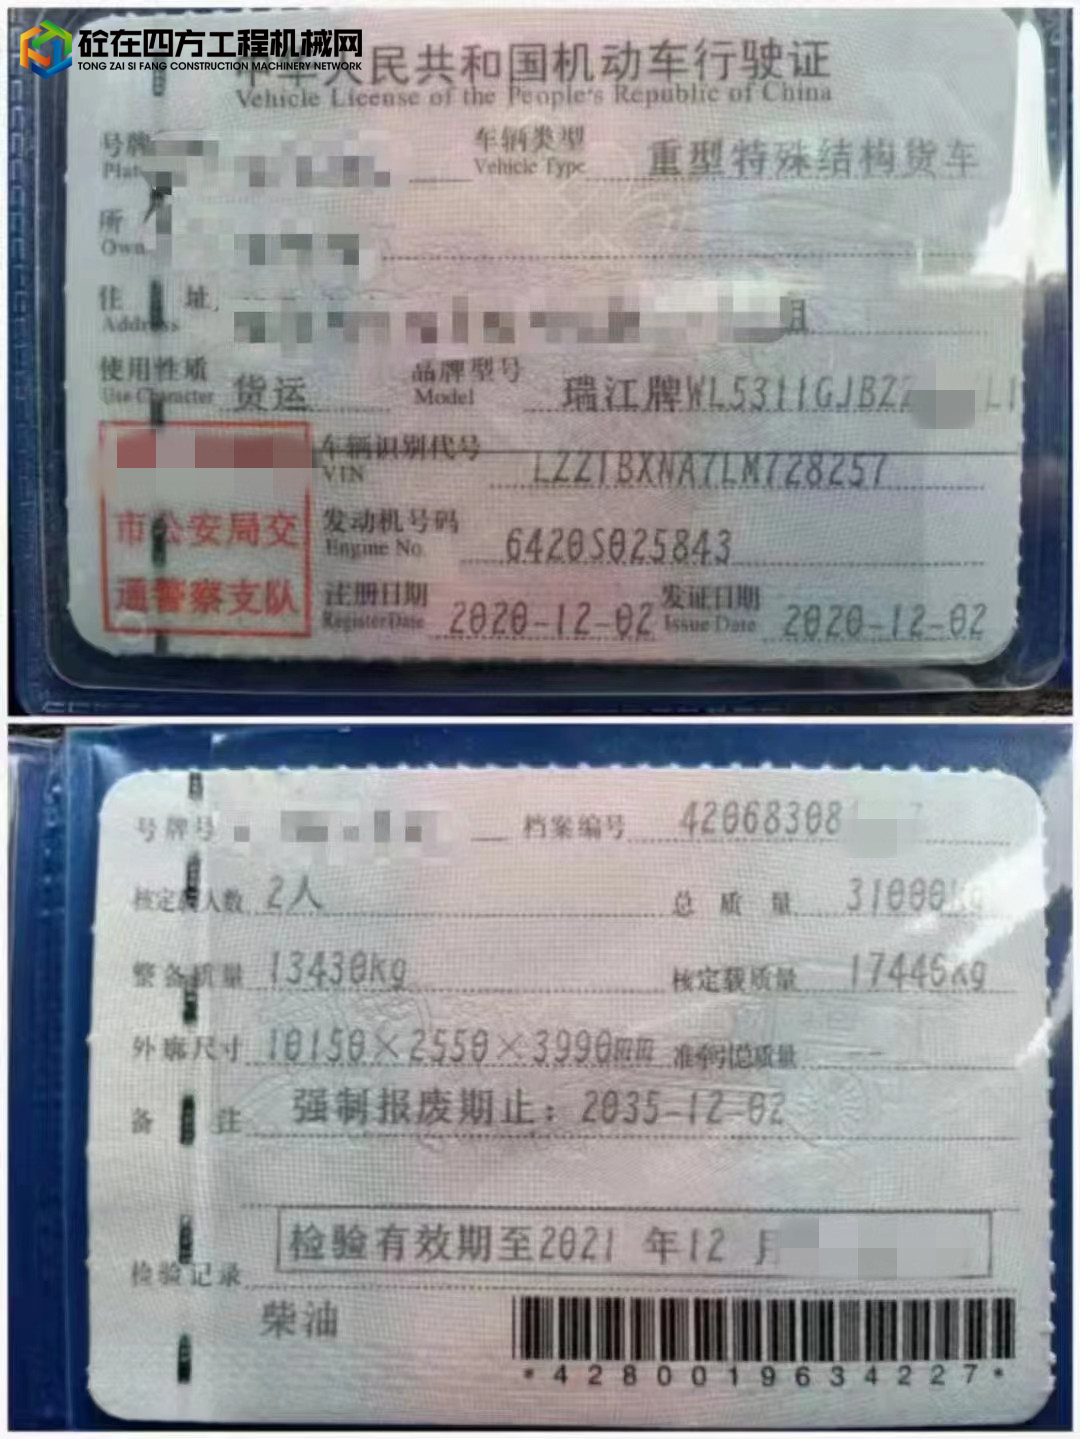 砼在四方工程机械网
TONG ZAI SI FANG CONSTRUCTION MACHINERY NETWORK
中华人民共和国机动车行驶证
Vehicle License of the People's Republic of China
号牌 车辆类型 重型特殊结构货车
Plat Vehicle Type
所
Own
住 址
Address
使用性质 货运 品牌型号 瑞江牌WL5311GJBZZ
Use Character Model
车辆识别代号 LZZ1BXNA7LM728257
VIN
市公安局交 发动机号码 6420S025843
Engine No.
通警察支队 注册日期 2020-12-02 发证日期 2020-12-02
Register Date Issue Date
号牌号 档案编号 42068308
核定载人数 2人 总质量 31000Kg
整备质量 13430Kg 核定载质量 17446Kg
外廓尺寸 10150×2550×3990mm 准牵引总质量 --
备 注 强制报废期止：2035-12-02
检验有效期至2021 年12 月
检验记录
柴油
*4280019634227*